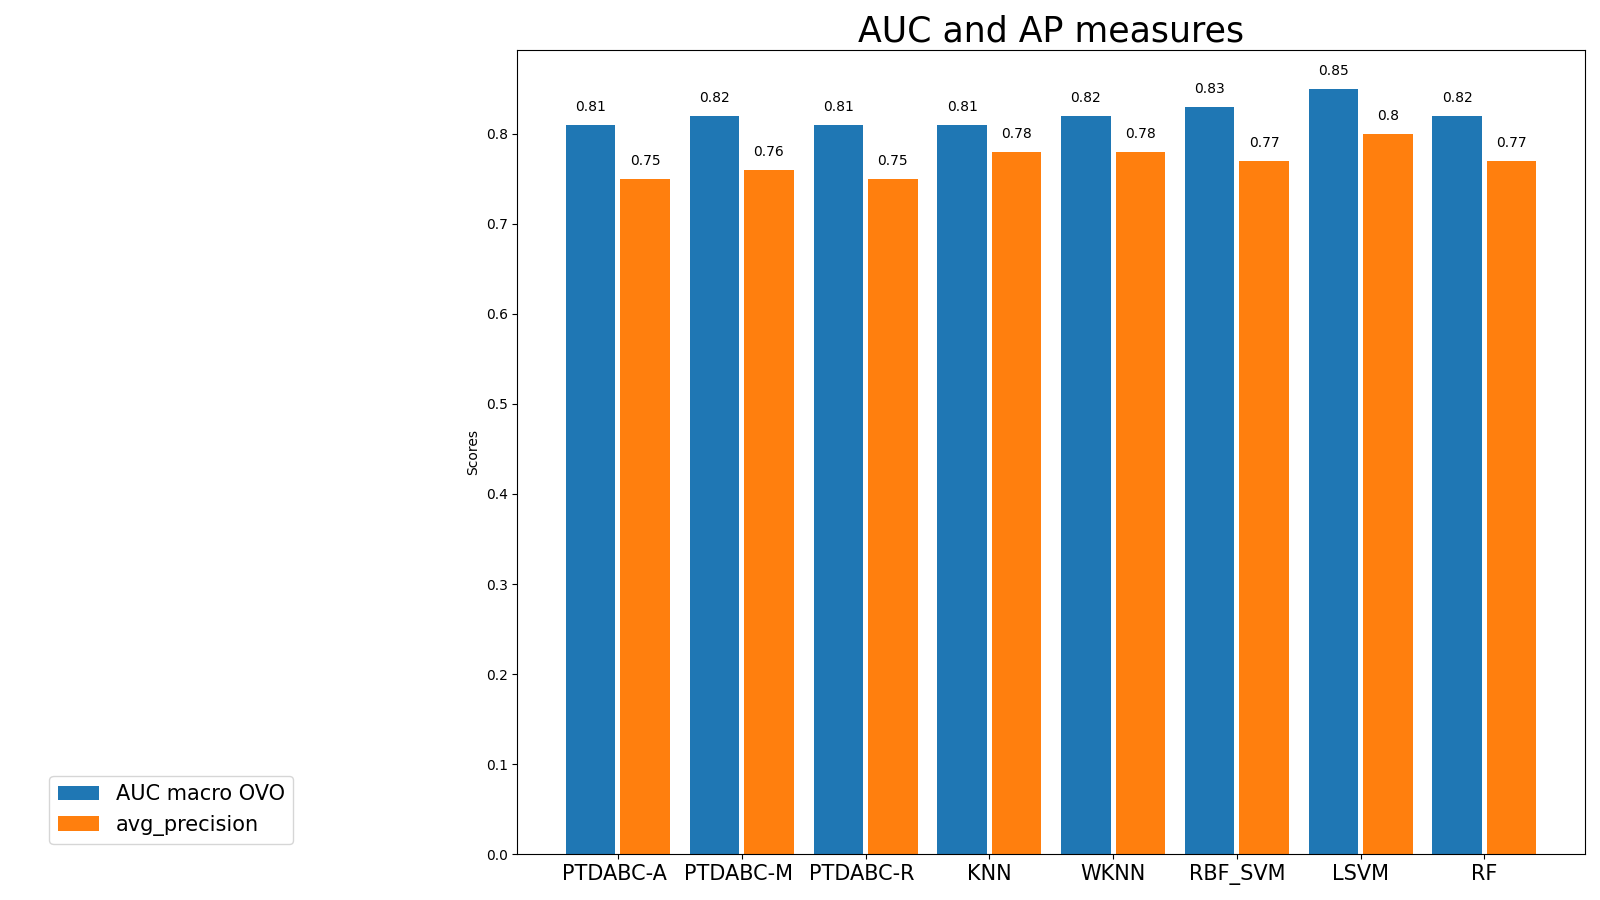 AUC and AP measures
0.81 0.75 0.82 0.76 0.81 0.75 0.81 0.78 0.82 0.78 0.83 0.77 0.85 0.8 0.82 0.77
Scores
0.8
0.7
0.6
0.5
0.4
0.3
0.2
0.1
0.0
PTDABC-A PTDABC-M PTDABC-R KNN WKNN RBF_SVM LSVM RF
AUC macro OVO
avg_precision